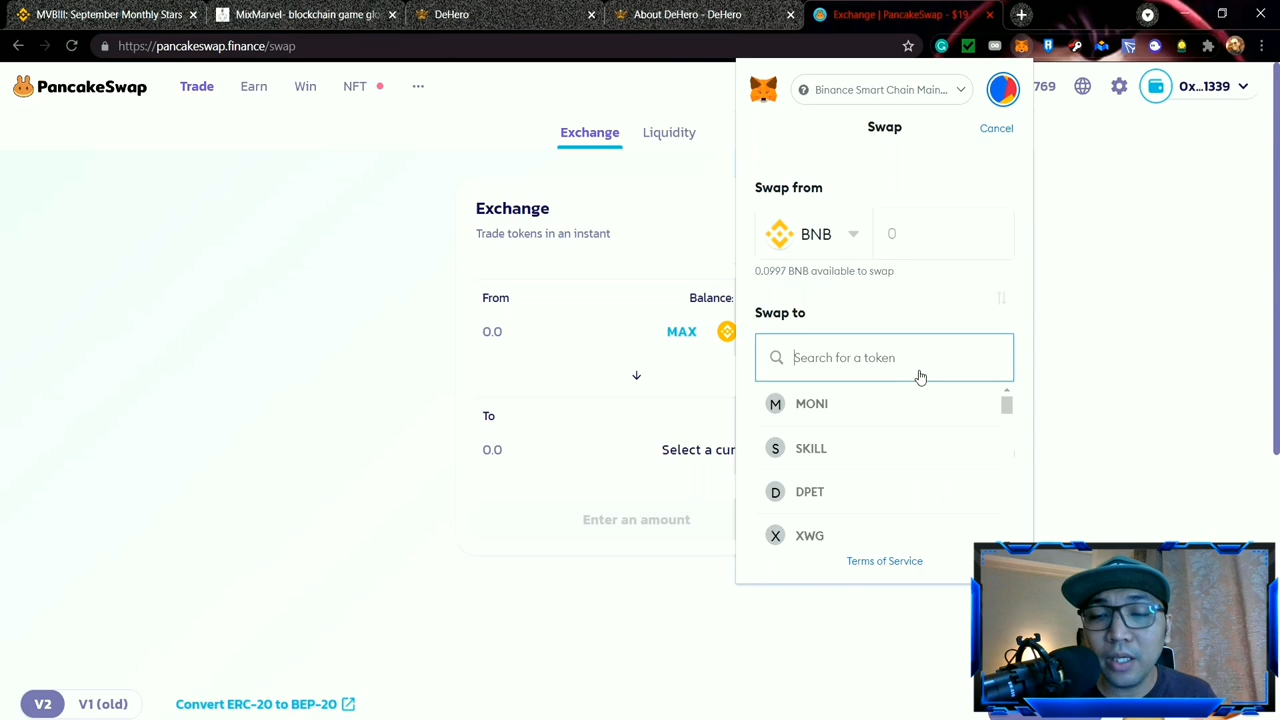 MVBIII: September Monthly Stars
MixMarvel- blockchain game glo
DeHero
About DeHero - DeHero
Exchange | PancakeSwap - $19
https://pancakeswap.finance/swap
PancakeSwap
Trade
Earn
Win
NFT
769
0x...1339
Exchange
Liquidity
Exchange
Trade tokens in an instant
From
Balance:
0.0
MAX
To
0.0
Select a cur
Enter an amount
Binance Smart Chain Main...
Swap
Cancel
Swap from
BNB
0
0.0997 BNB available to swap
Swap to
Search for a token
M MONI
S SKILL
D DPET
X XWG
Terms of Service
V2
V1 (old)
Convert ERC-20 to BEP-20